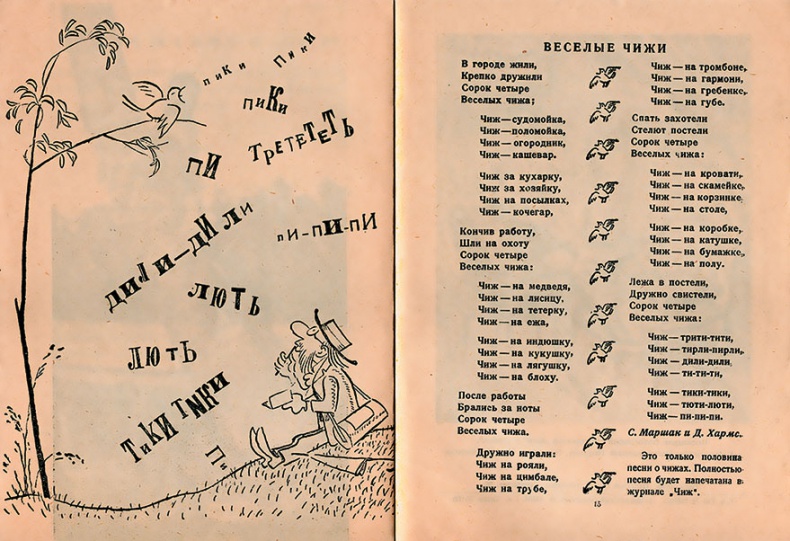 пики пики
пики
ПИ ТРЕТЕТЕТЬ
ДИЛИ—ДИЛИ
пи-пи-пи
ЛЮТЬ
ЛЮТЬ
Тики ТИКИ
Пи
ВЕСЕЛЫЕ ЧИЖИ
В городе жили,
Крепко дружили
Сорок четыре
Веселых чижа;
Чиж—судомойка,
Чиж—поломойка,
Чиж—огородник,
Чиж—кашевар.
Чиж за кухарку,
Чиж за хозяйку,
Чиж на посылках,
Чиж—кочегар,
Кончив работу,
Шли на охоту
Сорок четыре
Веселых чижа:
Чиж—на медведя,
Чиж—на лисицу,
Чиж—на тетерку,
Чиж—на ежа,
Чиж—на индюшку,
Чиж—на кукушку,
Чиж—на лягушку,
Чиж—на блоху.
После работы
Брались за ноты
Сорок четыре
Веселых чижа.
Дружно играли:
Чиж на рояли,
Чиж на цимбале,
Чиж на трубе,
Чиж—на тромбоне,
Чиж—на гармони,
Чиж—на гребенке,
Чиж—на губе.
Спать захотели
Стелют постели
Сорок четыре
Веселых чижа:
Чиж—на кровати,
Чиж—на скамейке,
Чиж—на корзинке
Чиж—на столе,
Чиж—на коробке,
Чиж—на катушке,
Чиж—на бумажке,
Чиж—на полу.
Лежа в постели,
Дружно свистели,
Сорок четыре
Веселых чижа:
Чиж—трити-тити,
Чиж—тирли-пирли,
Чиж—дили-дили,
Чиж—ти-ти-ти,
Чиж—тики-тики,
Чиж—тюти-люти,
Чиж—пи-пи-пи.
С. Маршак и Д. Хармс.
Это только половина
песни о чижах. Полностью
песня будет напечатана в
журнале „Чиж“.
15